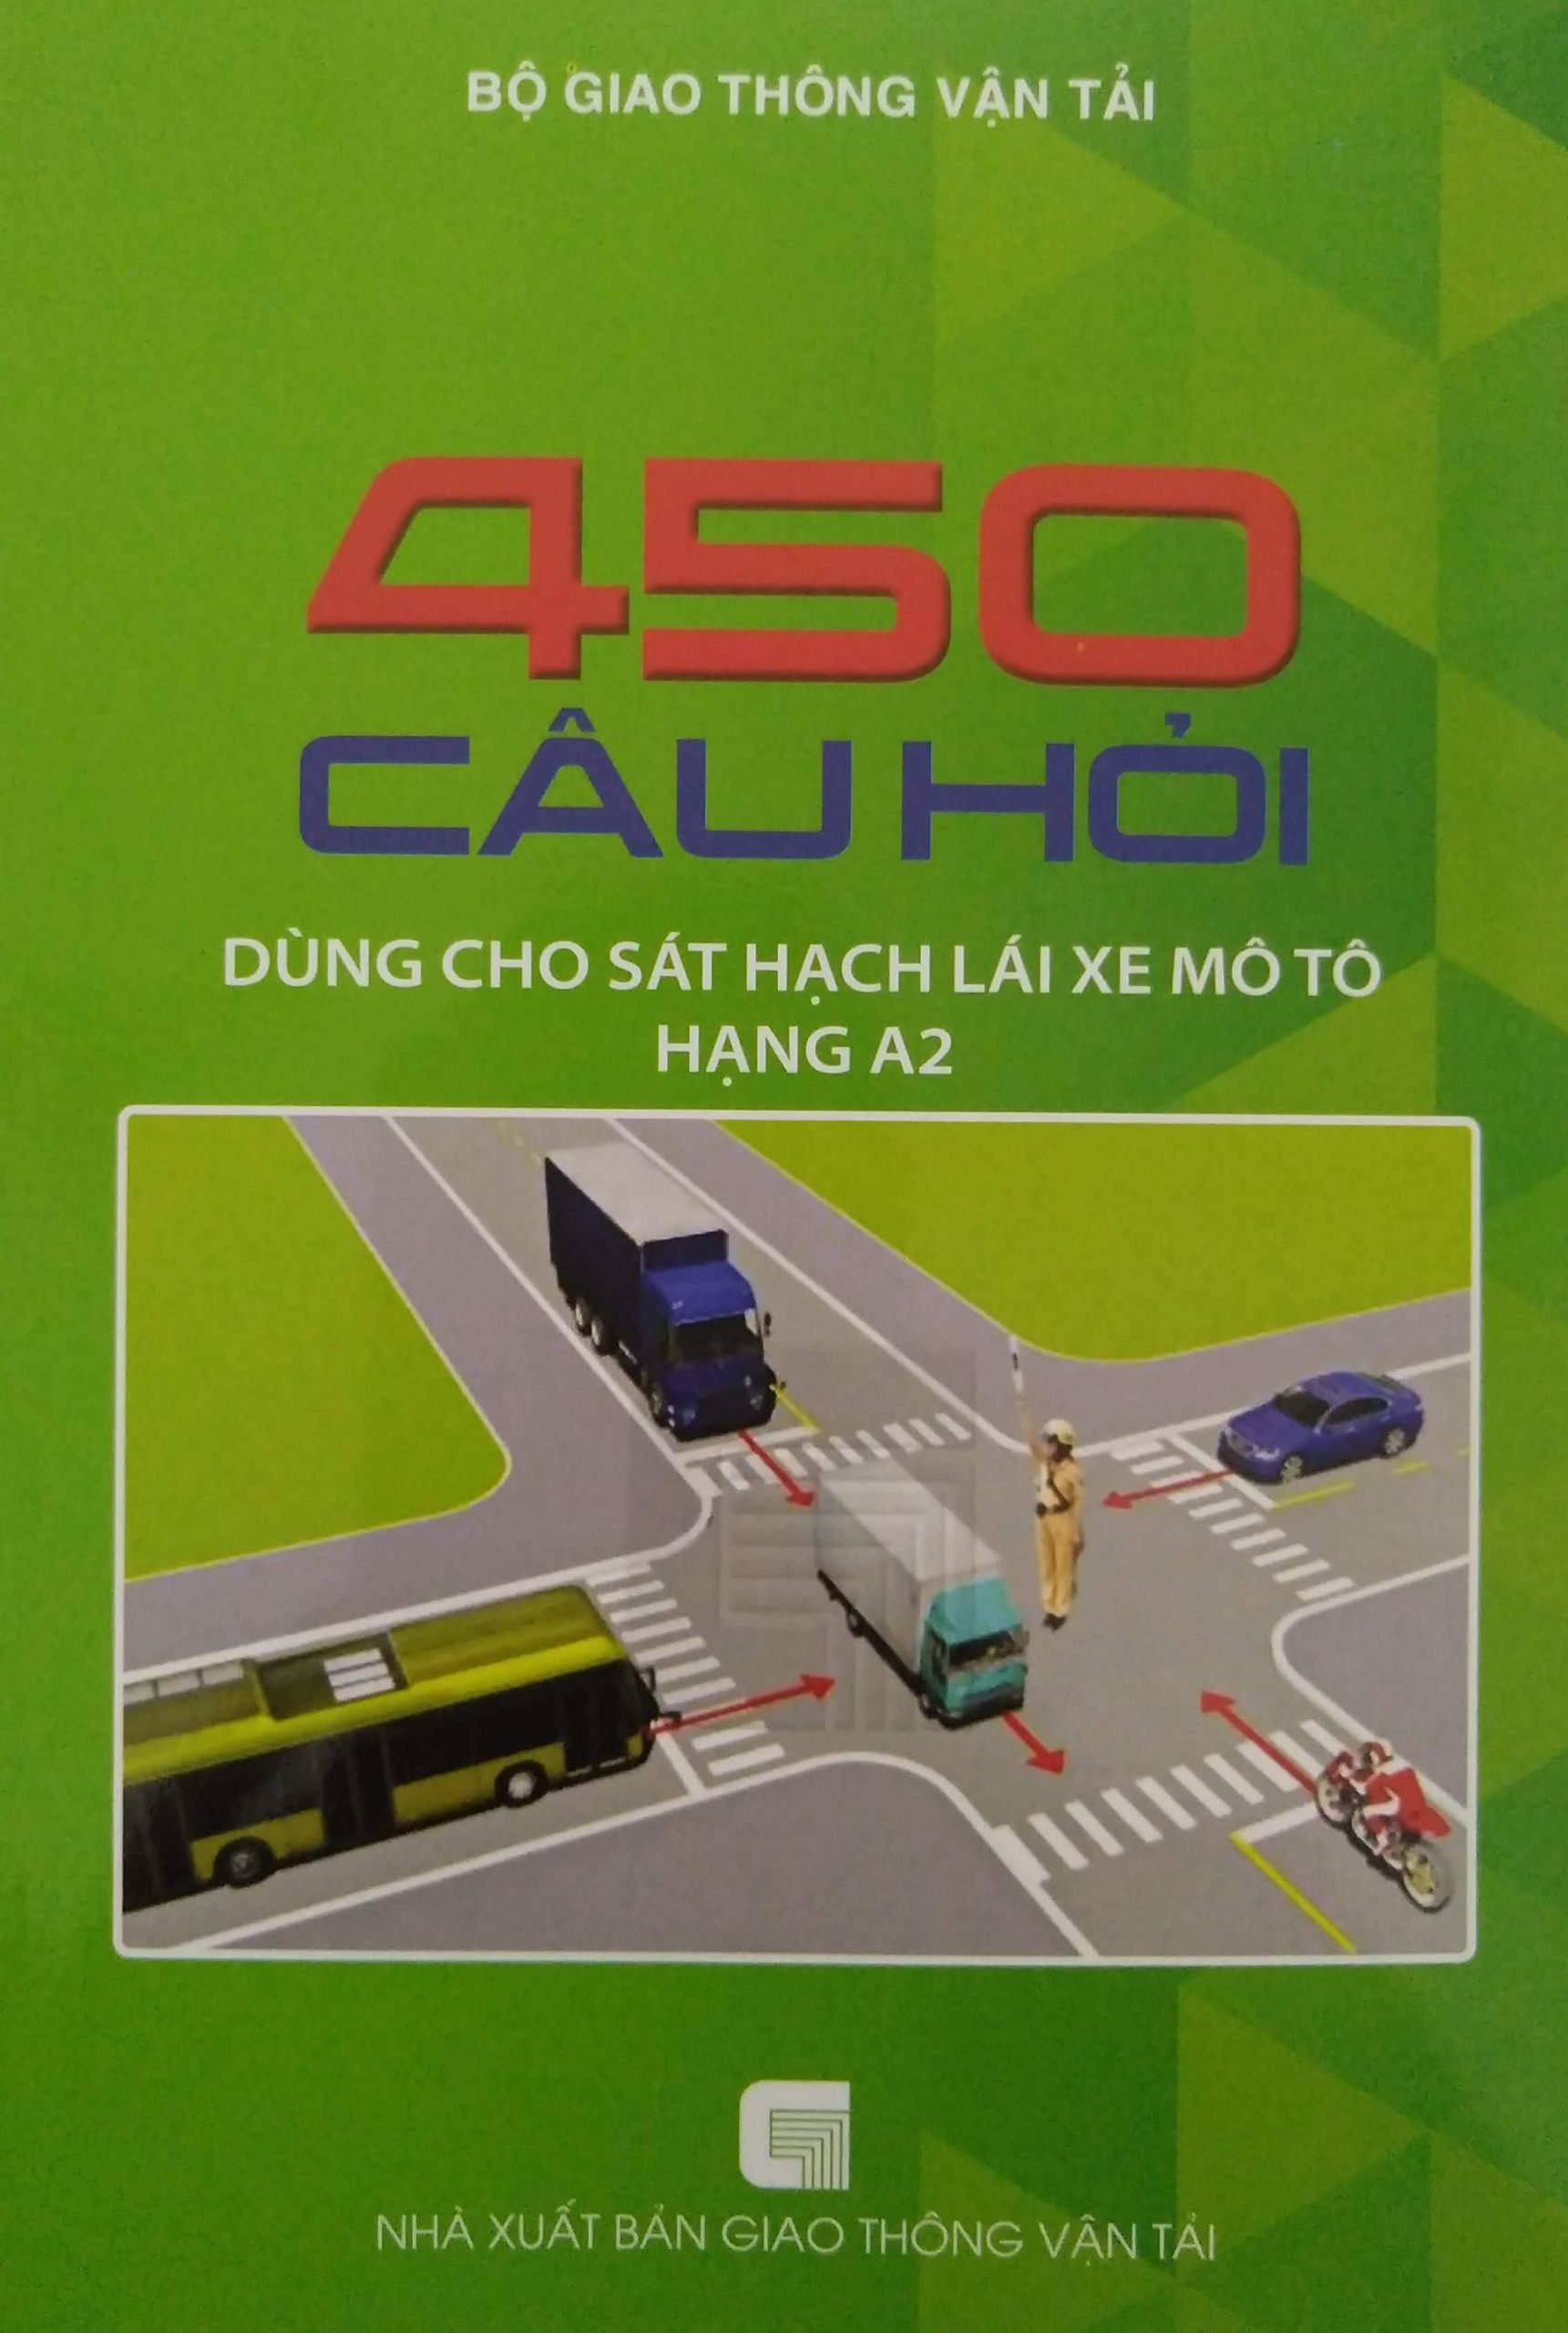 BỘ GIAO THÔNG VẬN TẢI
450
CÂU HỎI
DÙNG CHO SÁT HẠCH LÁI XE MÔ TÔ
HẠNG A2
NHÀ XUẤT BẢN GIAO THÔNG VẬN TẢI